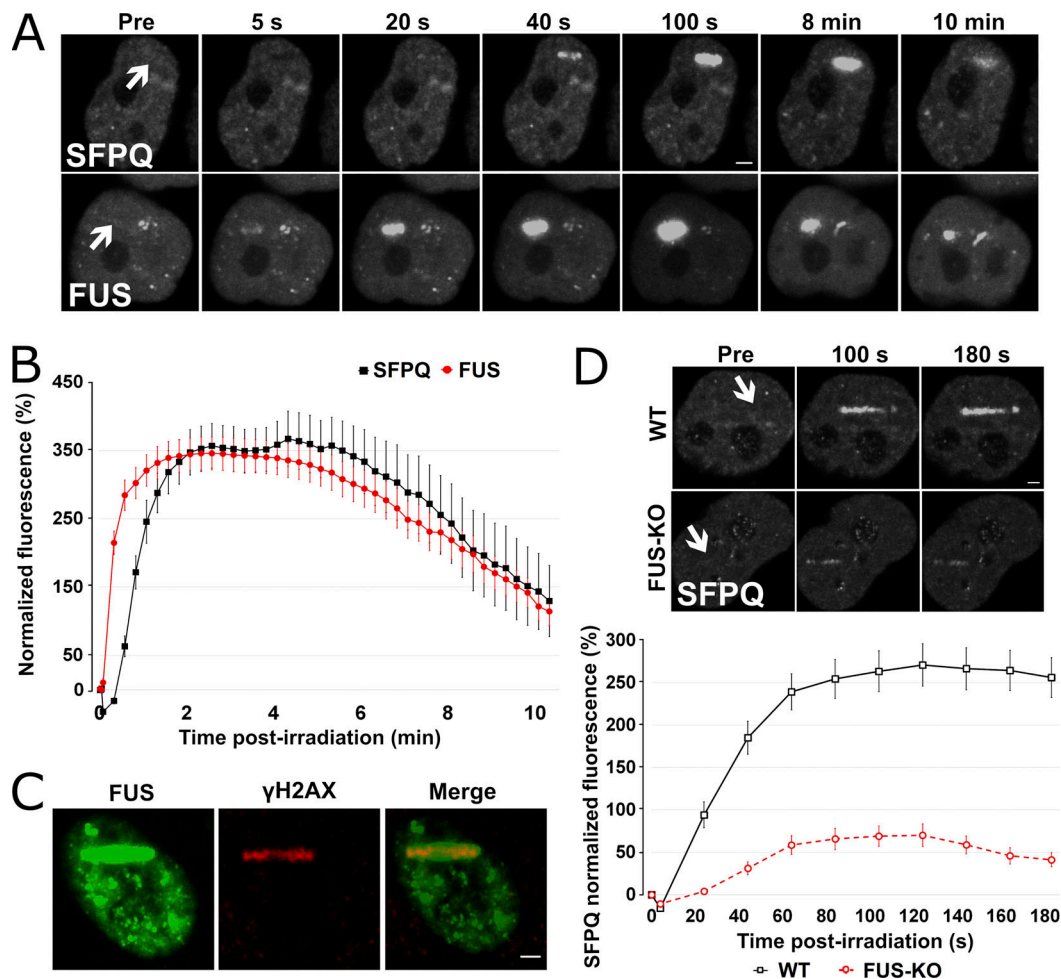 A
Pre 5 s 20 s 40 s 100 s 8 min 10 min
SFPQ
FUS
B
SFPQ FUS
Normalized fluorescence (%)
450
350
250
150
50
0
0 2 4 6 8 10
Time post-irradiation (min)
C
FUS γH2AX Merge
D
Pre 100 s 180 s
WT
FUS-KO
SFPQ
SFPQ normalized fluorescence (%)
300
250
200
150
100
50
0
0 20 40 60 80 100 120 140 160 180
Time post-irradiation (s)
WT FUS-KO